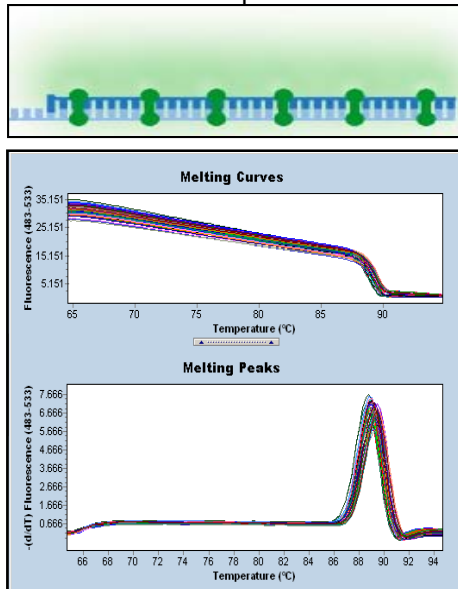 Melting Curves
Fluorescence (483-533)
35.151
25.151
15.151
5.151
65 70 75 80 85 90
Temperature (°C)
Melting Peaks
-(d/dT) Fluorescence (483-533)
7.666
6.666
5.666
4.666
3.666
2.666
1.666
0.666
66 68 70 72 74 76 78 80 82 84 86 88 90 92 94
Temperature (°C)